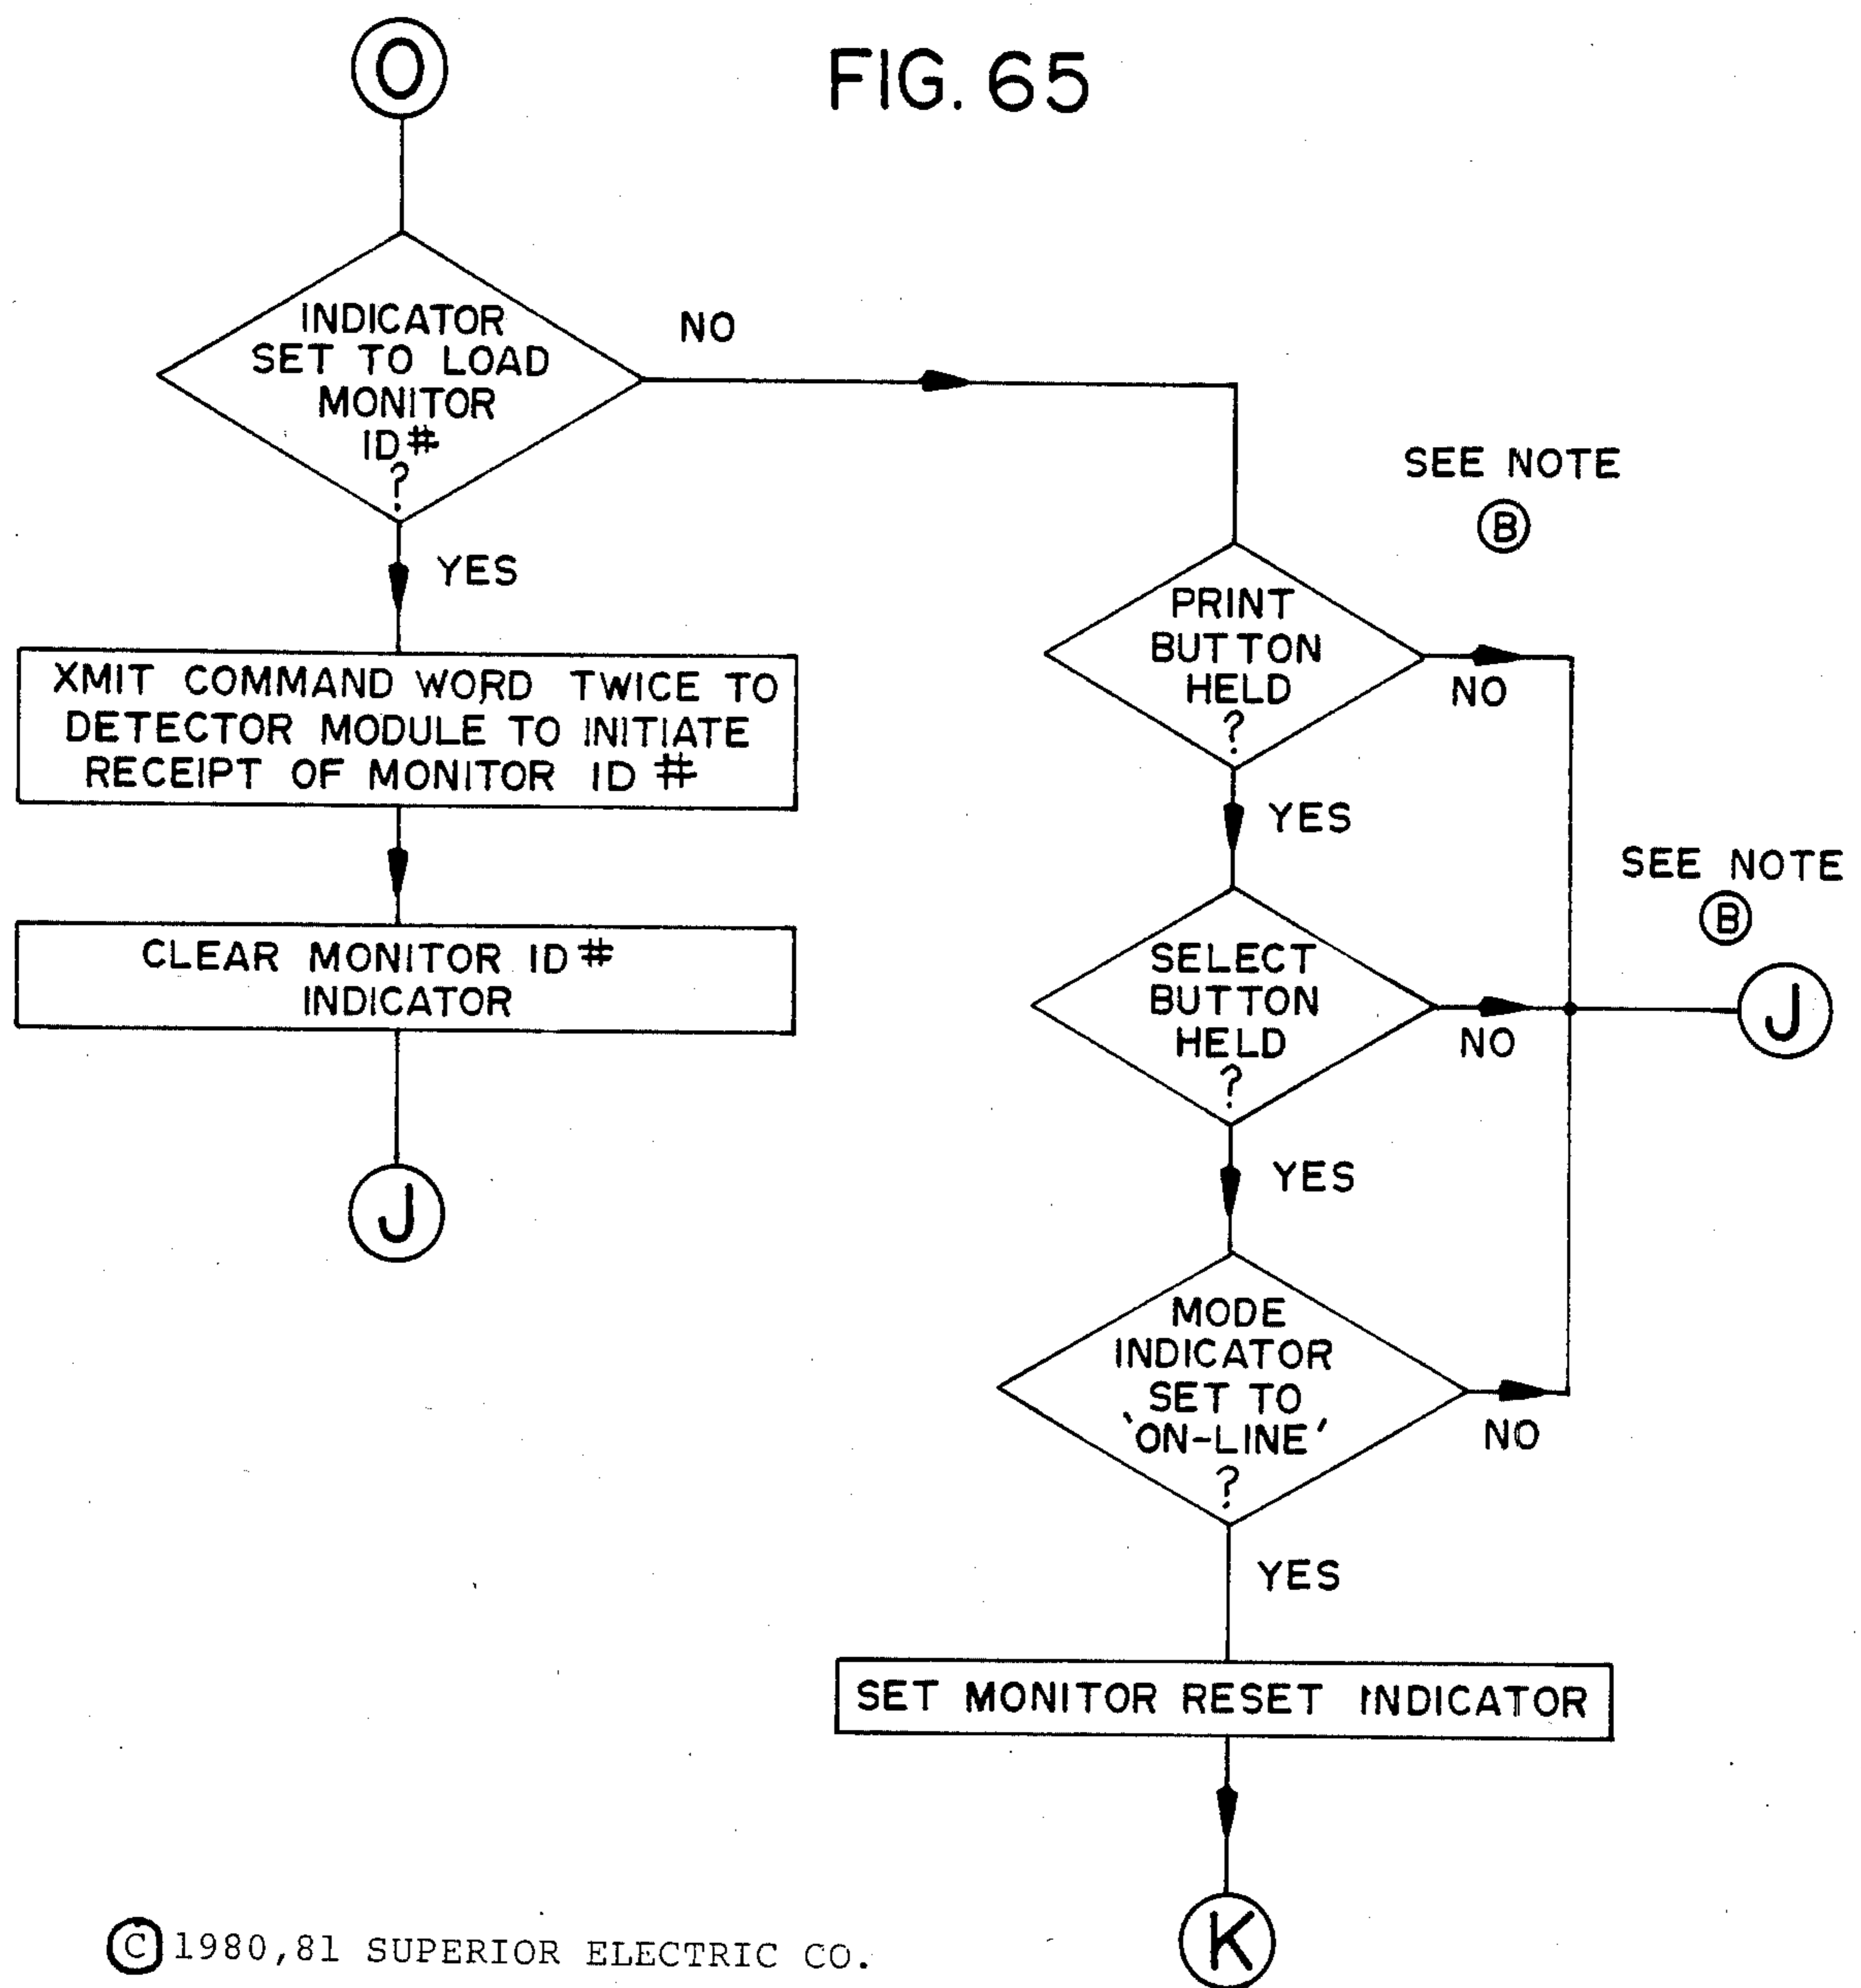 FIG. 65
O
INDICATOR
SET TO LOAD
MONITOR
ID#
?
NO
YES
XMIT COMMAND WORD TWICE TO
DETECTOR MODULE TO INITIATE
RECEIPT OF MONITOR ID #
CLEAR MONITOR ID #
INDICATOR
J
SEE NOTE
B
PRINT
BUTTON
HELD
?
NO
YES
SEE NOTE
B
SELECT
BUTTON
HELD
?
NO
J
YES
MODE
INDICATOR
SET TO
'ON-LINE'
?
NO
YES
SET MONITOR RESET INDICATOR
K
© 1980,81 SUPERIOR ELECTRIC CO.